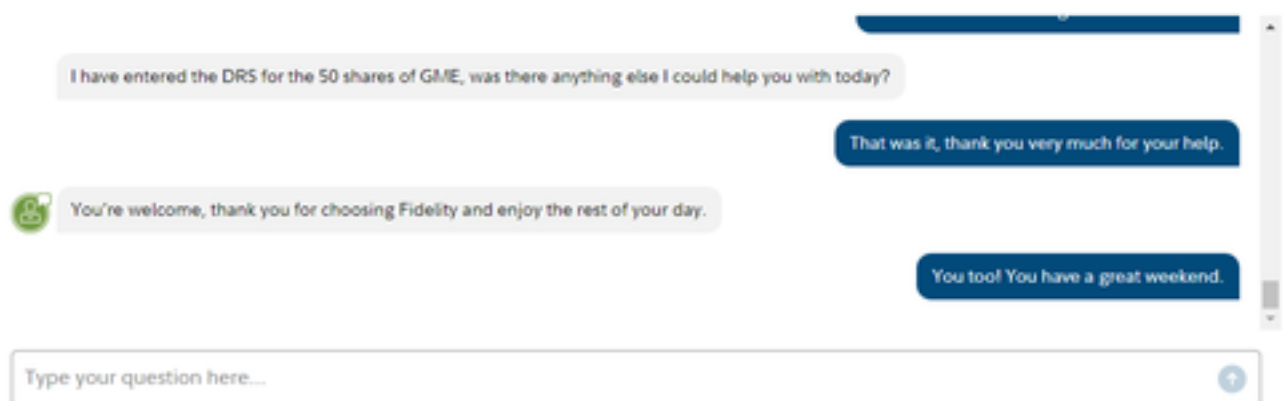 I have entered the DRS for the 50 shares of GME, was there anything else I could help you with today?
That was it, thank you very much for your help.
You're welcome, thank you for choosing Fidelity and enjoy the rest of your day.
You too! You have a great weekend.
Type your question here...